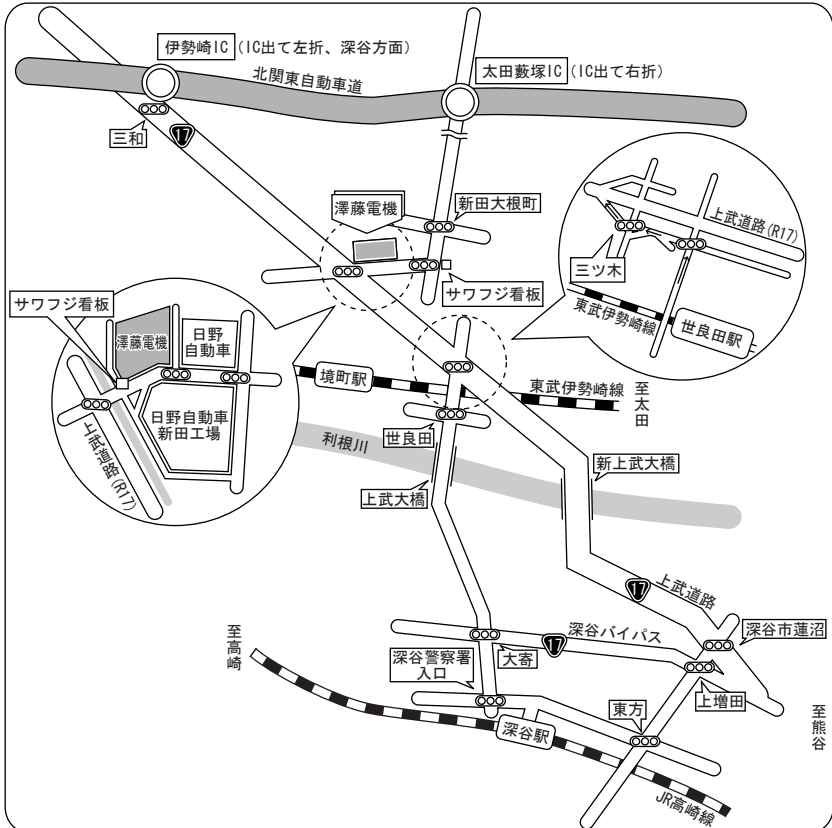 伊勢崎IC (IC出て左折、深谷方面)
太田藪塚IC (IC出て右折)
北関東自動車道
三和
17
澤藤電機
新田大根町
サワフジ看板
上武道路(R17)
三ツ木
東武伊勢崎線
世良田駅
サワフジ看板
澤藤電機
日野
自動車
日野自動車
新田工場
上武道路(R17)
境町駅
東武伊勢崎線
至太田
世良田
利根川
上武大橋
新上武大橋
17
上武道路
深谷市蓮沼
深谷バイパス
17
大寄
上増田
至高崎
深谷警察署
入口
深谷駅
東方
至熊谷
JR高崎線